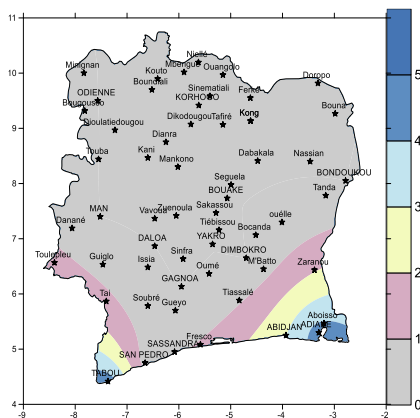 Niellé
Mbengué
Ouangolo
Minignan
Kouto
Boundiali
Doropo
Sinematiali
ODIENNE
KORHOGO
Ferké
Bougousso
Bouna
Kong
Dioulatiedougou
Dikodougou
Tafiré
Dianra
Touba
Kani
Mankono
Dabakala
Nassian
BONDOUKOU
Seguela
BOUAKE
Tanda
MAN
Vavoua
Zuenoula
Sakassou
Danané
Tiébissou
ouélle
Bocanda
DALOA
YAKRO
Toulepleu
Guiglo
Issia
Sinfra
DIMBOKRO
M'Batto
Zaranou
Oumé
GAGNOA
Tai
Soubré
Gueyo
Tiassalé
Aboisso
ADIAKE
ABIDJAN
Fresco
SASSANDRA
SAN PEDRO
TABOU
11
10
9
8
7
6
5
4
-9 -8 -7 -6 -5 -4 -3 -2
5
4
3
2
1
0